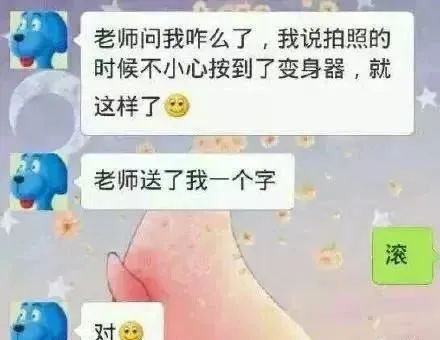 老师问我咋么了，我说拍照的
时候不小心按到了变身器，就
这样了
老师送了我一个字
滚
对